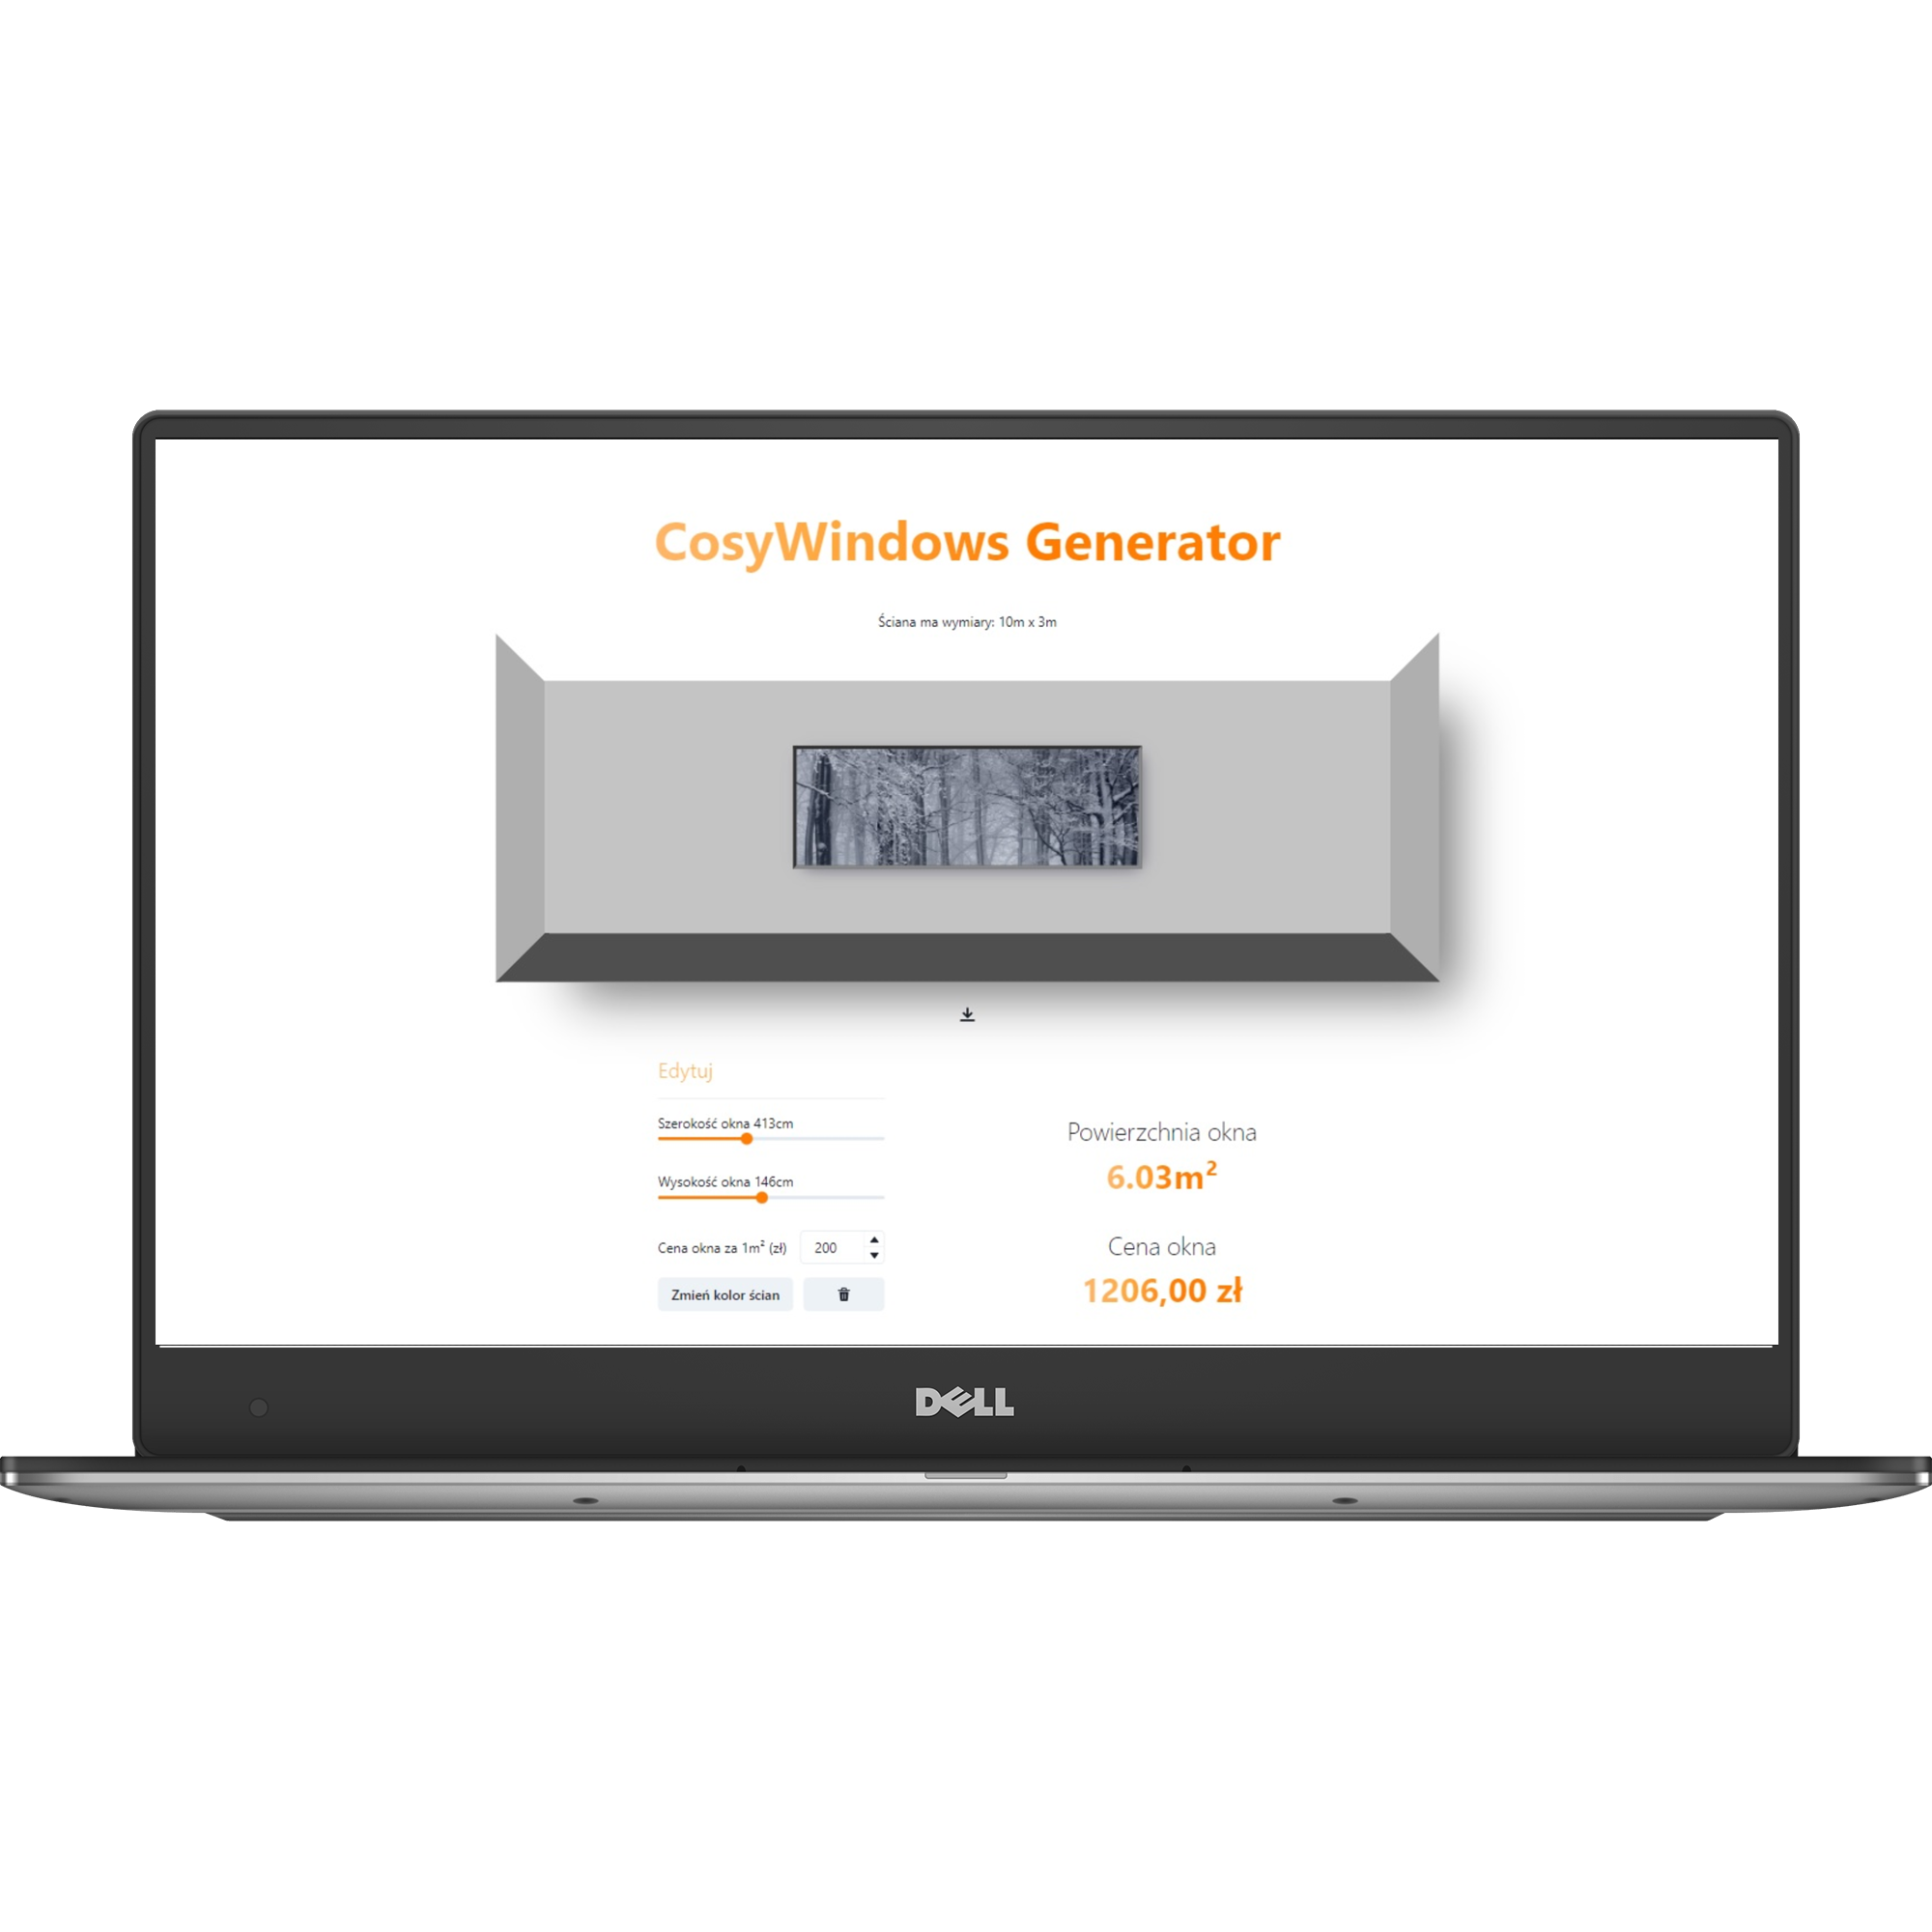 CosyWindows Generator
Ściana ma wymiary: 10m x 3m
Edytuj
Szerokość okna 413cm
Wysokość okna 146cm
Cena okna za 1m² (zł) 200
Zmień kolor ścian
Powierzchnia okna
6.03m²
Cena okna
1206,00 zł
DELL